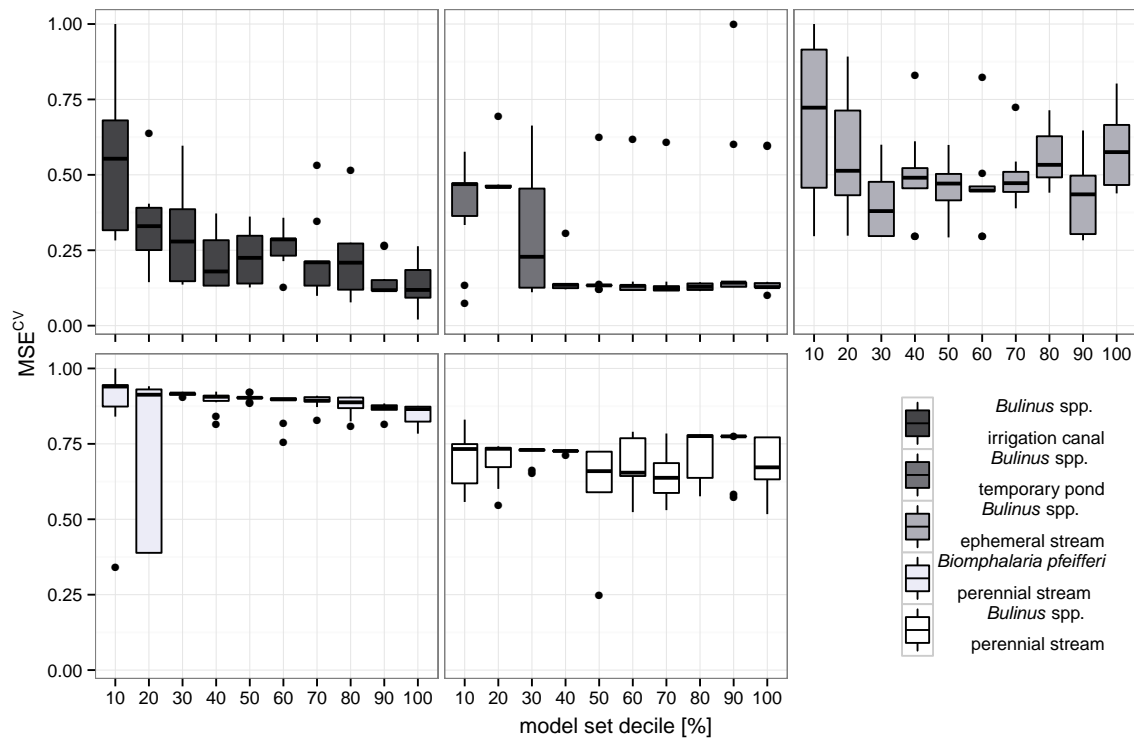 1.00
0.75
0.50
0.25
0.00
10 20 30 40 50 60 70 80 90 100
MSE^CV
1.00
0.75
0.50
0.25
0.00
10 20 30 40 50 60 70 80 90 100
10 20 30 40 50 60 70 80 90 100
model set decile [%]
Bulinus spp.
irrigation canal
Bulinus spp.
temporary pond
Bulinus spp.
ephemeral stream
Biomphalaria pfeifferi
perennial stream
Bulinus spp.
perennial stream